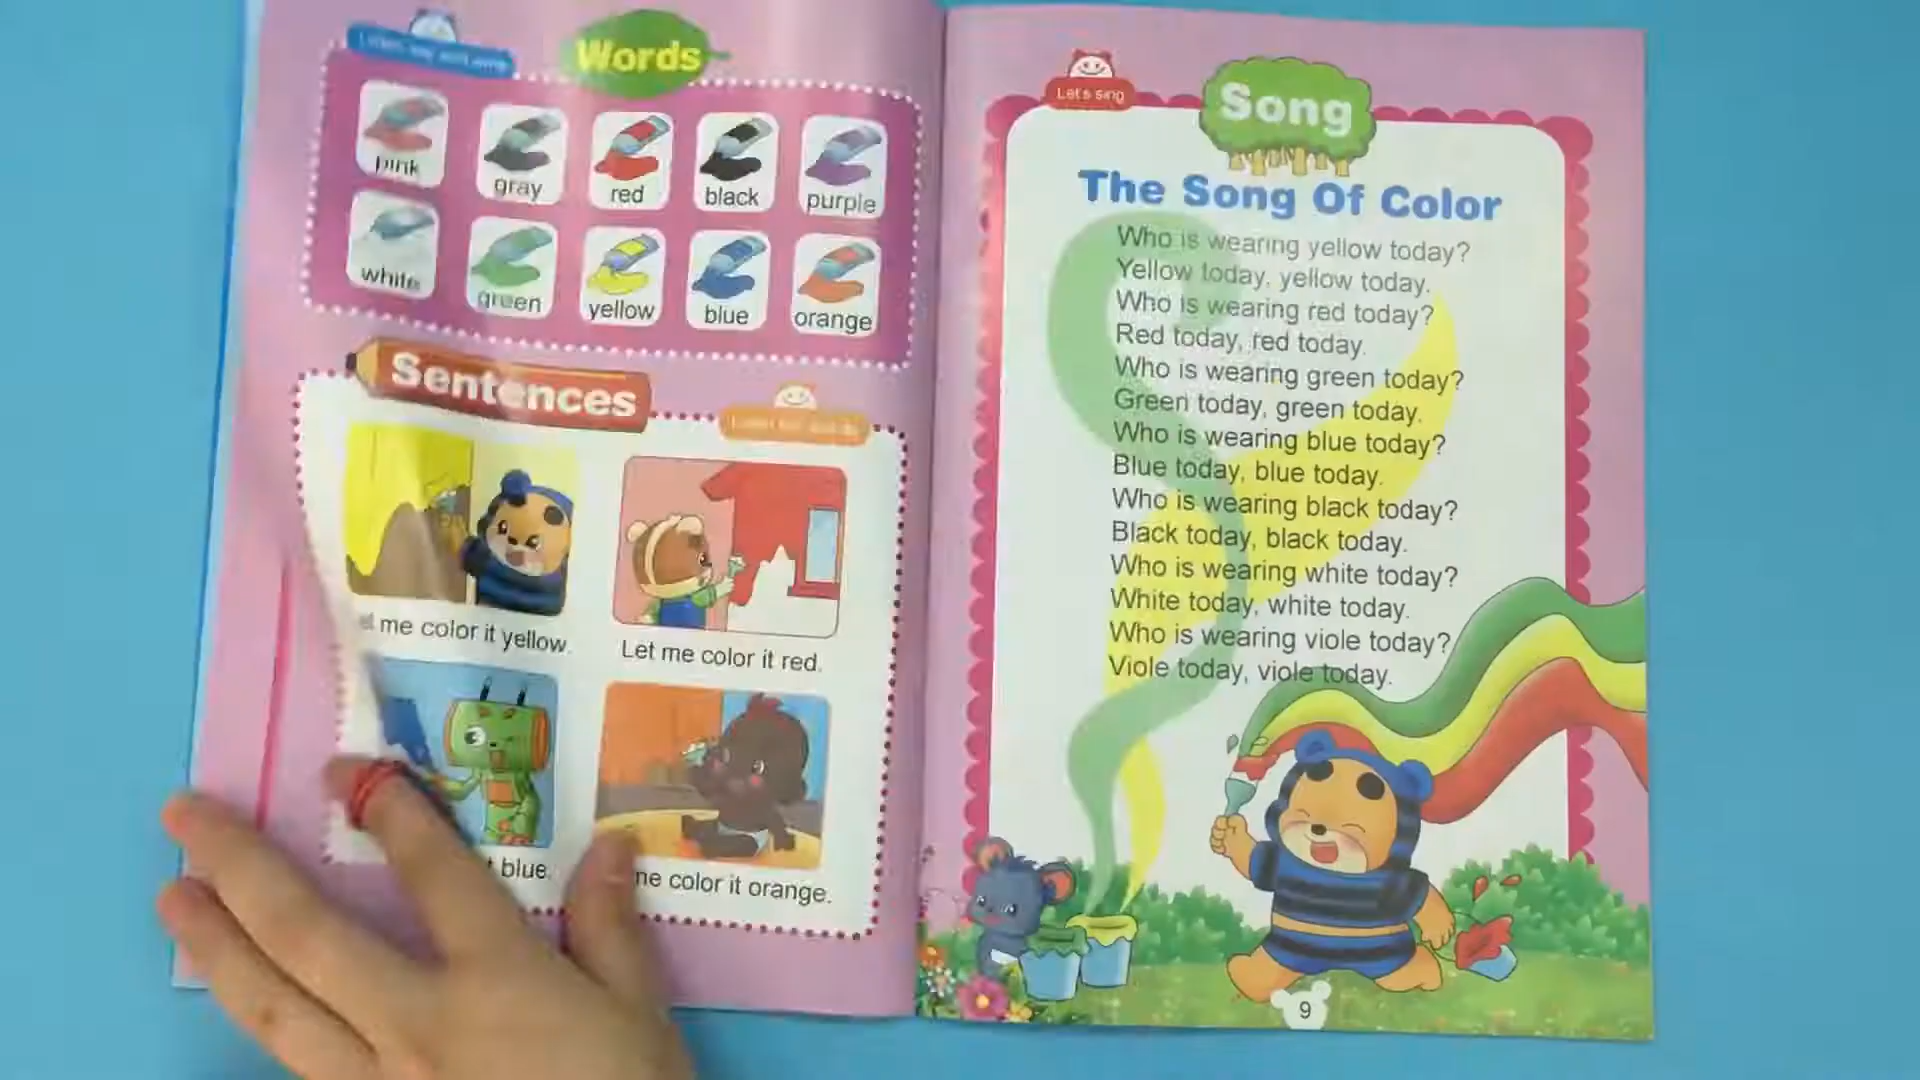 Words
pink
gray
red
black
purple
white
green
yellow
blue
orange
Sentences
me color it yellow.
Let me color it red.
blue.
me color it orange.
Let's sing
Song
The Song Of Color
Who is wearing yellow today?
Yellow today, yellow today.
Who is wearing red today?
Red today, red today.
Who is wearing green today?
Green today, green today.
Who is wearing blue today?
Blue today, blue today.
Who is wearing black today?
Black today, black today.
Who is wearing white today?
White today, white today.
Who is wearing viole today?
Viole today, viole today.
9